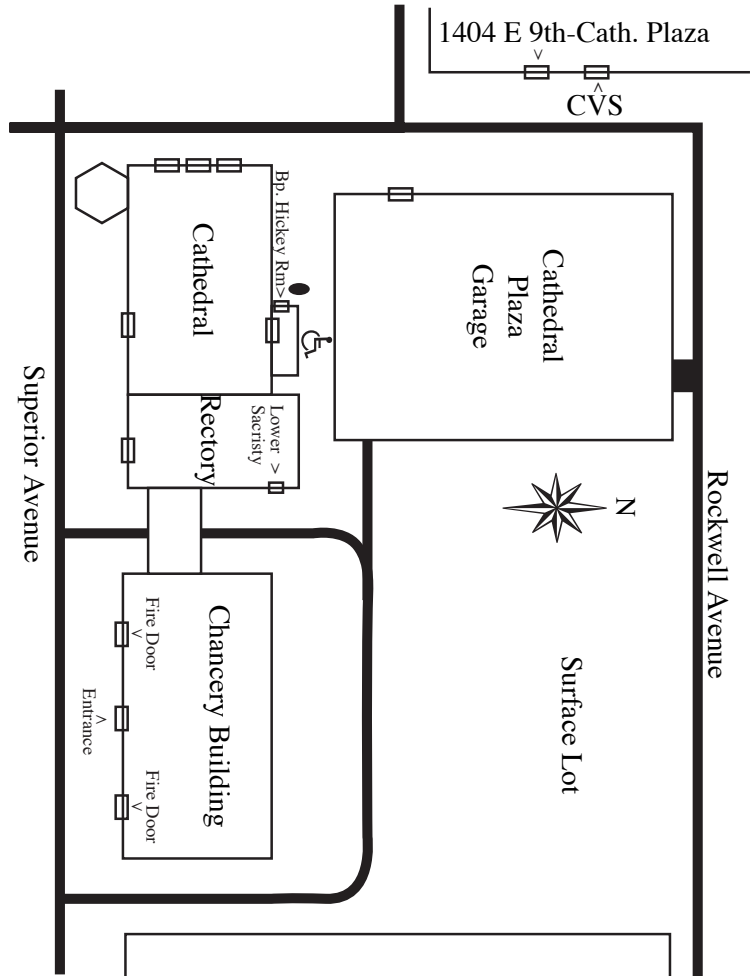 1404 E 9th-Cath. Plaza
>
>
CVS
Bp. Hickey Rm>
Cathedral
Cathedral
Plaza
Garage
Rectory
Lower >
Sacristy
Superior Avenue
Rockwell Avenue
N
Chancery Building
Fire Door
>
Entrance
<
Fire Door
>
Surface Lot